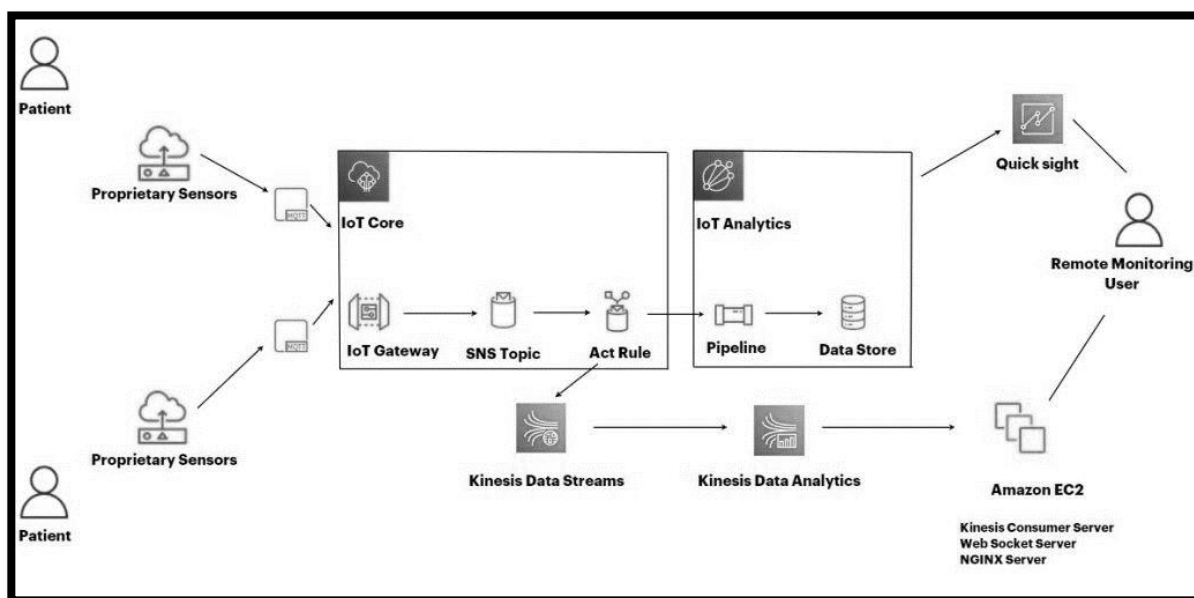 Patient
Proprietary Sensors
MQTT
IoT Core
IoT Analytics
Quick sight
Remote Monitoring
User
MQTT
IoT Gateway
SNS Topic
Act Rule
Pipeline
Data Store
Proprietary Sensors
Kinesis Data Streams
Kinesis Data Analytics
Amazon EC2
Kinesis Consumer Server
Web Socket Server
NGINX Server
Patient